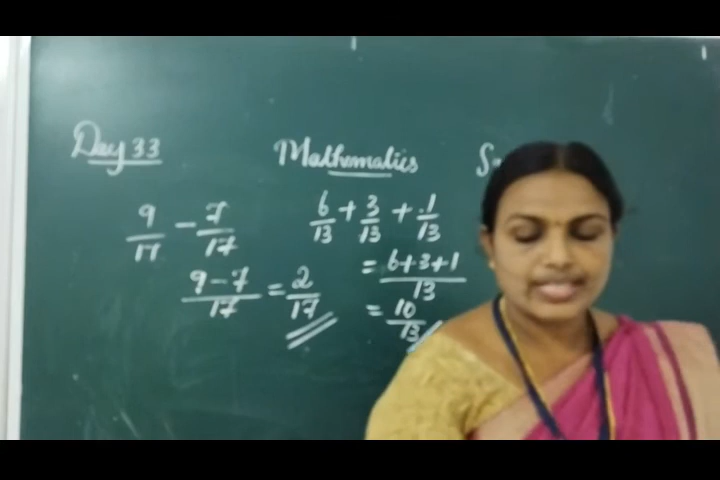 Day 33 Mathematics
9/17 - 7/17
(9-7)/17 = 2/17
6/13 + 3/13 + 1/13
= (6+3+1)/13
= 10/13